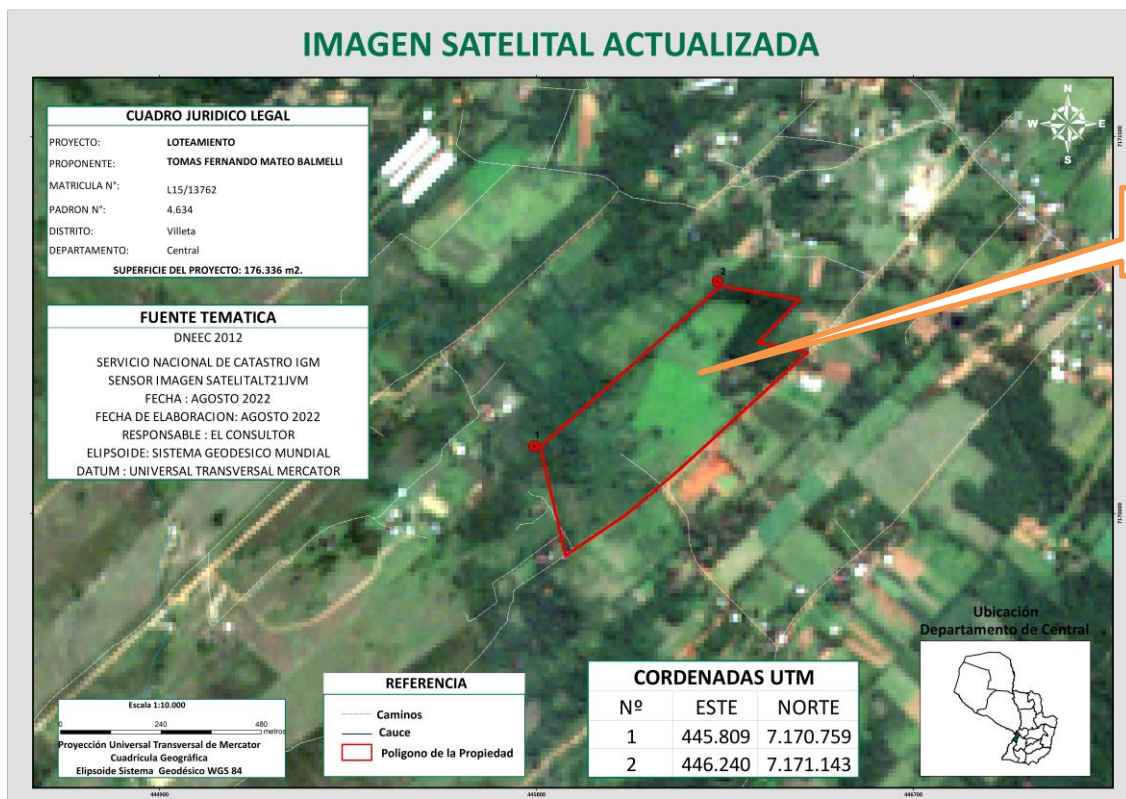 IMAGEN SATELITAL ACTUALIZADA
CUADRO JURIDICO LEGAL
PROYECTO: LOTEAMIENTO
PROPONENTE: TOMAS FERNANDO MATEO BALMELLI
MATRICULA N°: L15/13762
PADRON N°: 4.634
DISTRITO: Villeta
DEPARTAMENTO: Central
SUPERFICIE DEL PROYECTO: 176.336 m2.
FUENTE TEMATICA
DNEEC 2012
SERVICIO NACIONAL DE CATASTRO IGM
SENSOR IMAGEN SATELITALT21JVM
FECHA : AGOSTO 2022
FECHA DE ELABORACION: AGOSTO 2022
RESPONSABLE : EL CONSULTOR
ELIPSOIDE: SISTEMA GEODESICO MUNDIAL
DATUM : UNIVERSAL TRANSVERSAL MERCATOR
N
W E
S
2
1
Escala 1:10.000
0 240 480
metros
Proyección Universal Transversal de Mercator
Cuadrícula Geográfica
Elipsoide Sistema Geodésico WGS 84
REFERENCIA
Caminos
Cauce
Poligono de la Propiedad
CORDENADAS UTM
Nº ESTE NORTE
1 445.809 7.170.759
2 446.240 7.171.143
Ubicación
Departamento de Central
444900 445800 446700